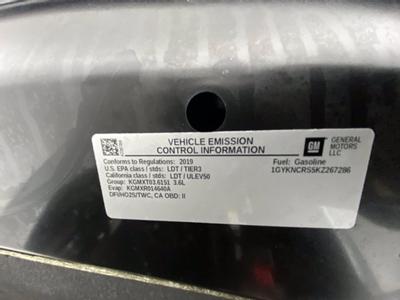 VEHICLE EMISSION
CONTROL INFORMATION
GM
GENERAL
MOTORS
LLC
Conforms to Regulations: 2019
U.S. EPA class / stds: LDT / TIER3
California class / stds: LDT / ULEV50
Group: KGMXT03.6151 3.6L
Evap: KGMXR014640A
DFI/HO2S/TWC, CA OBD: II
Fuel: Gasoline
1GYKNCRS5KZ267286